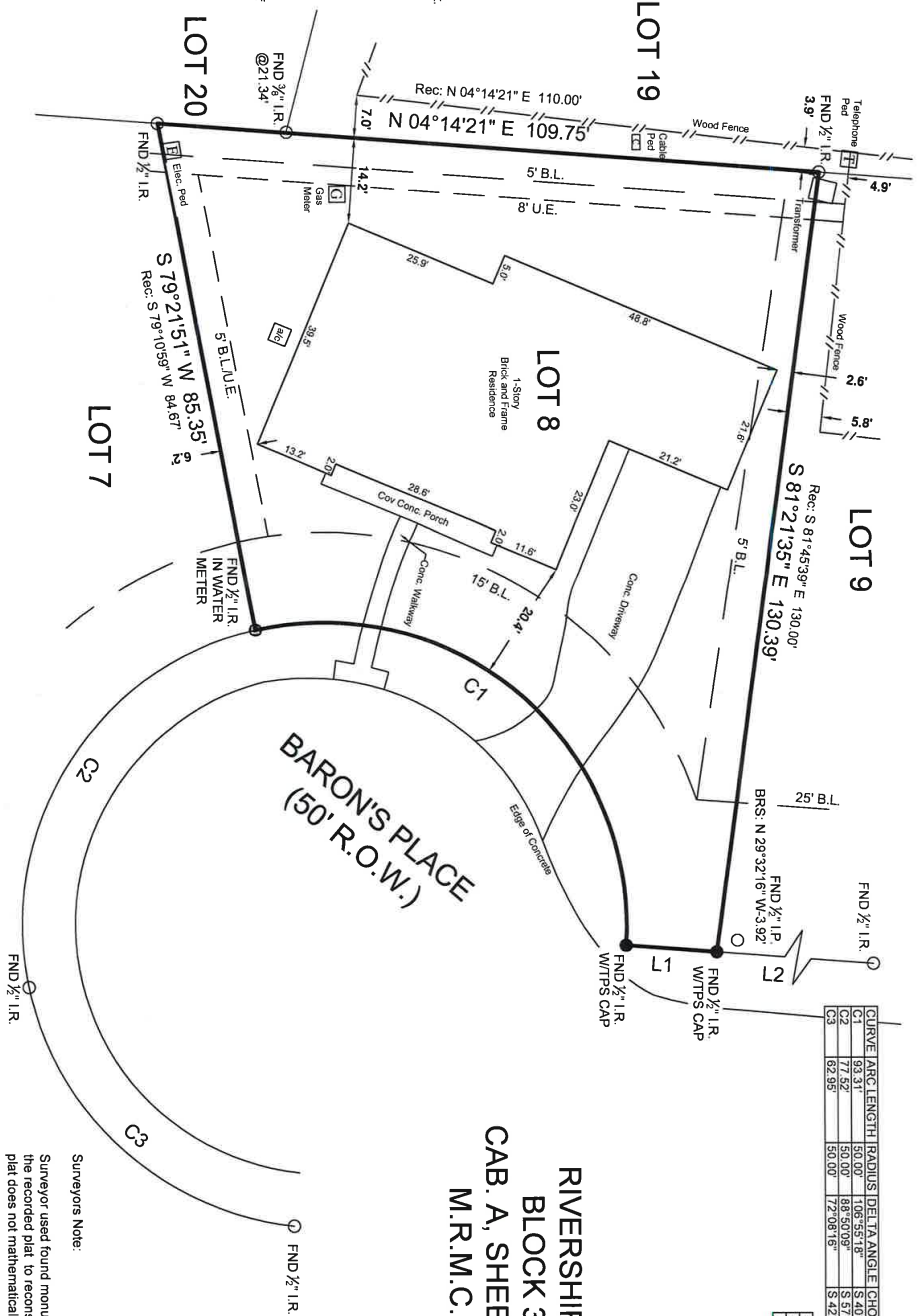 LOT 19
LOT 20
LOT 9
LOT 7
LOT 8
1-Story
Brick and Frame
Residence
Telephone
Ped
T
FND ½" I.R.
3.9'
4.9'
Wood Fence
Cable
Ped
C
Rec: N 04°14'21" E 110.00'
N 04°14'21" E 109.75'
7.0'
14.2'
FND ⅜" I.R.
@21.34'
FND ½" I.R.
E
Elec. Ped
Gas
Meter
G
5' B.L.
8' U.E.
Transformer
Wood Fence
2.6'
5.8'
Rec: S 81°45'39" E 130.00'
S 81°21'35" E 130.39'
5' B.L.
S 79°21'51" W 85.35'
Rec: S 79°10'59" W 84.67'
5' B.L./U.E.
7.9'
25.9'
5.0'
48.8'
21.8'
21.2'
23.0'
11.6'
2.0'
28.6'
2.0'
13.2'
39.5'
a/c
Cov Conc. Porch
Conc. Walkway
Conc. Driveway
15' B.L.
20.4'
C1
FND ½" I.R.
IN WATER
METER
BARON'S PLACE
(50' R.O.W.)
Edge of Concrete
25' B.L.
BRS: N 29°32'16" W-3.92'
FND ½" I.P.
FND ½" I.R.
L2
L1
FND ½" I.R.
W/TPS CAP
FND ½" I.R.
W/TPS CAP
C2
FND ½" I.R.
C3
FND ½" I.R.
CURVE ARC LENGTH RADIUS DELTA ANGLE
C1 93.31' 50.00' 106°55'18" S 40
C2 77.52' 50.00' 88°50'09" S 57
C3 62.95' 50.00' 72°08'16" S 42
BLOCK 3
CAB. A, SHEE
M.R.M.C.
Surveyors Note:
Surveyor used found monu
the recorded plat to recons
plat does not mathematical